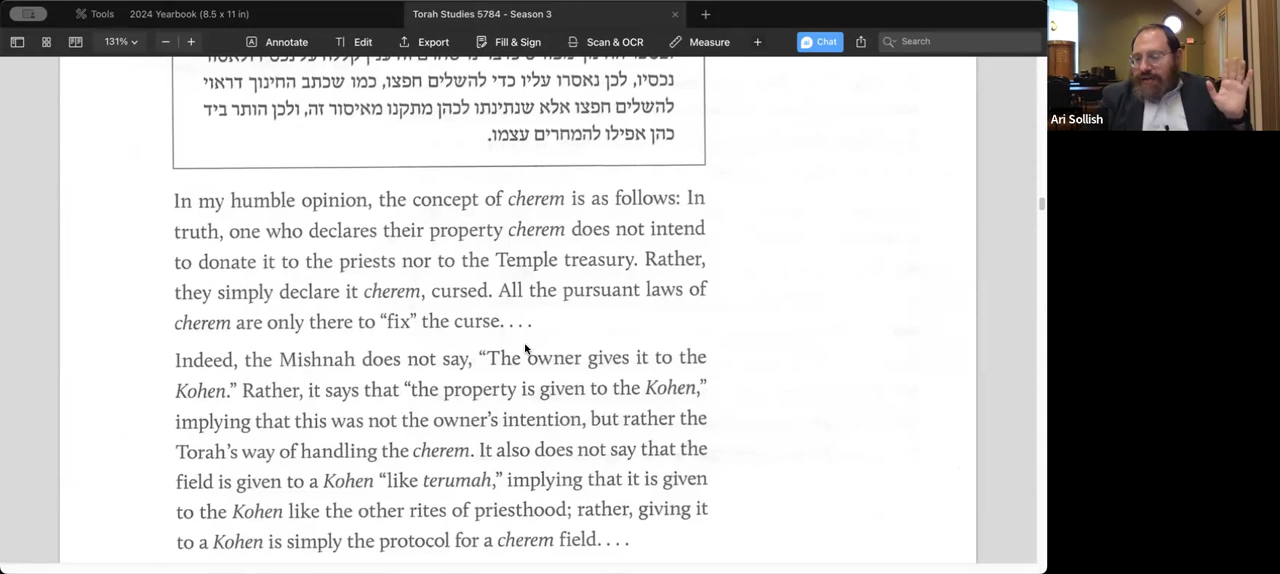 Tools
2024 Yearbook (8.5 x 11 in)
Torah Studies 5784 - Season 3
131%
Annotate
Edit
Export
Fill & Sign
Scan & OCR
Measure
Chat
Search
Ari Sollish
נכסיו, לכן נאסרו עליו כדי להשלים חפצו, כמו שכתב החינוך דראוי
להשלים חפצו אלא שנתינתו לכהן מתקנו מאיסור זה, ולכן הותר ביד
כהן אפילו להמחרים עצמו.
In my humble opinion, the concept of cherem is as follows: In
truth, one who declares their property cherem does not intend
to donate it to the priests nor to the Temple treasury. Rather,
they simply declare it cherem, cursed. All the pursuant laws of
cherem are only there to “fix” the curse. . . .
Indeed, the Mishnah does not say, “The owner gives it to the
Kohen.” Rather, it says that “the property is given to the Kohen,”
implying that this was not the owner’s intention, but rather the
Torah’s way of handling the cherem. It also does not say that the
field is given to a Kohen “like terumah,” implying that it is given
to the Kohen like the other rites of priesthood; rather, giving it
to a Kohen is simply the protocol for a cherem field. . . .